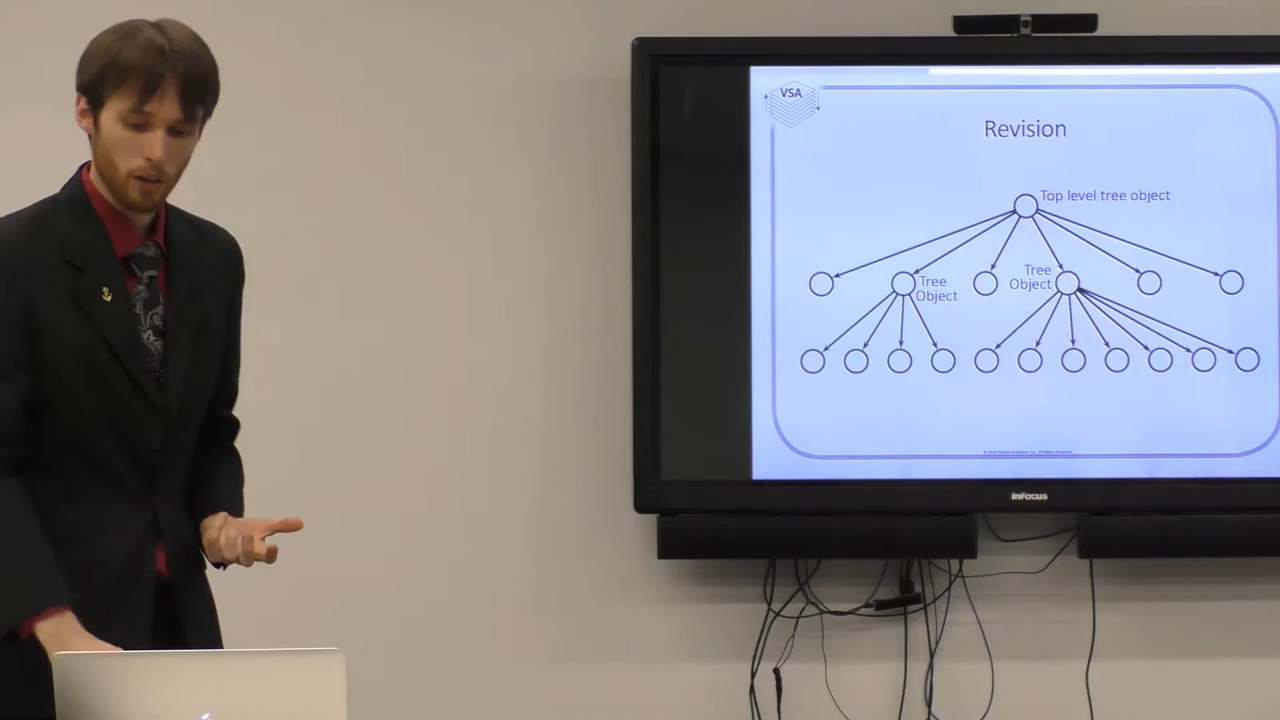 VSA
Revision
Top level tree object
Tree
Object
Tree
Object
InFocus